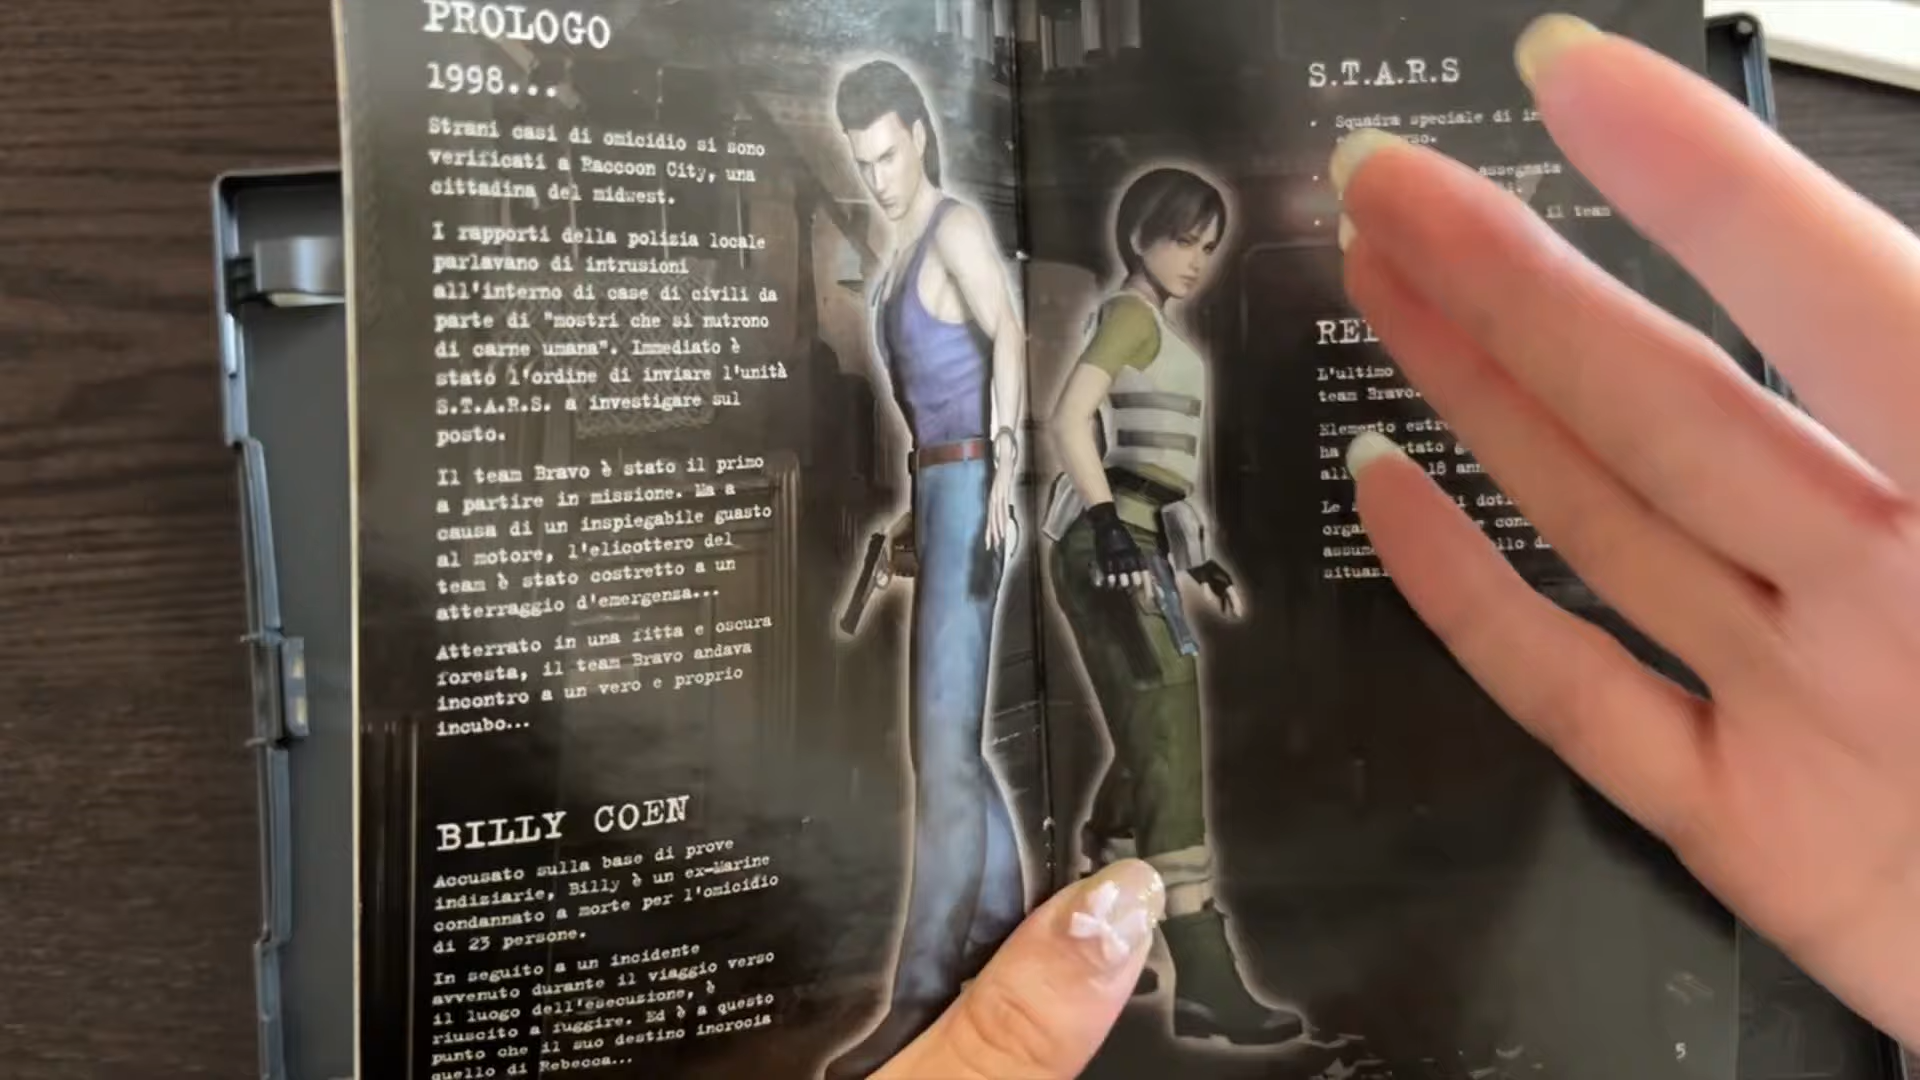 PROLOGO
1998...
Strani casi di omicidio si sono
verificati a Raccoon City, una
cittadina del midwest.
I rapporti della polizia locale
parlavano di intrusioni
all'interno di case di civili da
parte di "mostri che si nutrono
di carne umana". Immediato è
stato l'ordine di inviare l'unità
S.T.A.R.S. a investigare sul
posto.
Il team Bravo è stato il primo
a partire in missione. Ma a
causa di un inspiegabile guasto
al motore, l'elicottero del
team è stato costretto a un
atterraggio d'emergenza...
Atterrato in una fitta e oscura
foresta, il team Bravo andava
incontro a un vero e proprio
incubo...
BILLY COEN
Accusato sulla base di prove
indiziarie, Billy è un ex-Marine
condannato a morte per l'omicidio
di 23 persone.
In seguito a un incidente
avvenuto durante il viaggio verso
il luogo dell'esecuzione, è
riuscito a fuggire. Ed è a questo
punto che il suo destino incrocia
quello di Rebecca...
S.T.A.R.S
• Squadra speciale di
assegnata
il team
L'ultimo
team Bravo.
Elemento
ha
18
Le
5